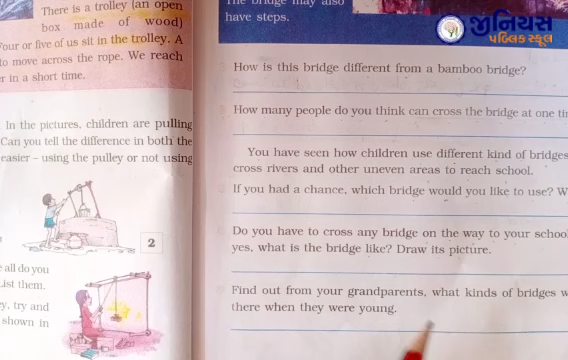 There is a trolley (an open
box made of wood)
Four or five of us sit in the trolley. A
to move across the rope. We reach
r in a short time.
In the pictures, children are pulling
Can you tell the difference in both the
easier – using the pulley or not using
2
all do you
List them.
y, try and
shown in
The bridge may also
have steps.
જીનિયસ
પબ્લિક સ્કૂલ
How is this bridge different from a bamboo bridge?
How many people do you think can cross the bridge at one
You have seen how children use different kind of bridges
cross rivers and other uneven areas to reach school.
If you had a chance, which bridge would you like to use?
Do you have to cross any bridge on the way to your
yes, what is the bridge like? Draw its picture.
Find out from your grandparents, what kinds of bridges
there when they were young.